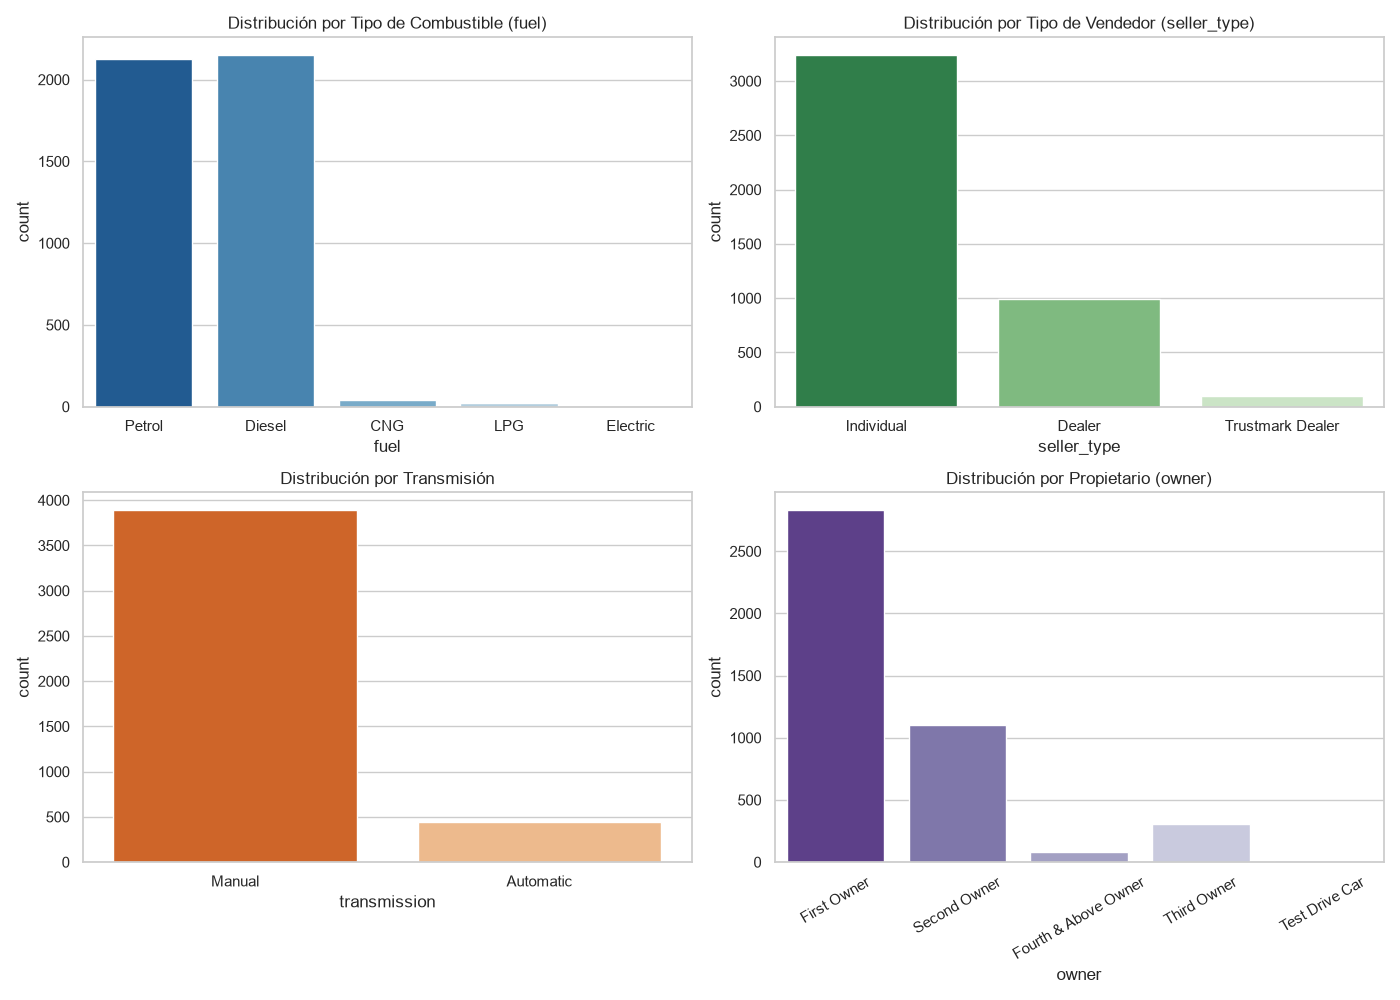 Distribución por Tipo de Combustible (fuel)
2000
1500
1000
500
0
count
Petrol
Diesel
CNG
LPG
Electric
fuel
Distribución por Tipo de Vendedor (seller_type)
3000
2500
2000
1500
1000
500
0
count
Individual
Dealer
Trustmark Dealer
seller_type
Distribución por Transmisión
4000
3500
3000
2500
2000
1500
1000
500
0
count
Manual
Automatic
transmission
Distribución por Propietario (owner)
2500
2000
1500
1000
500
0
count
First Owner
Second Owner
Fourth & Above Owner
Third Owner
Test Drive Car
owner